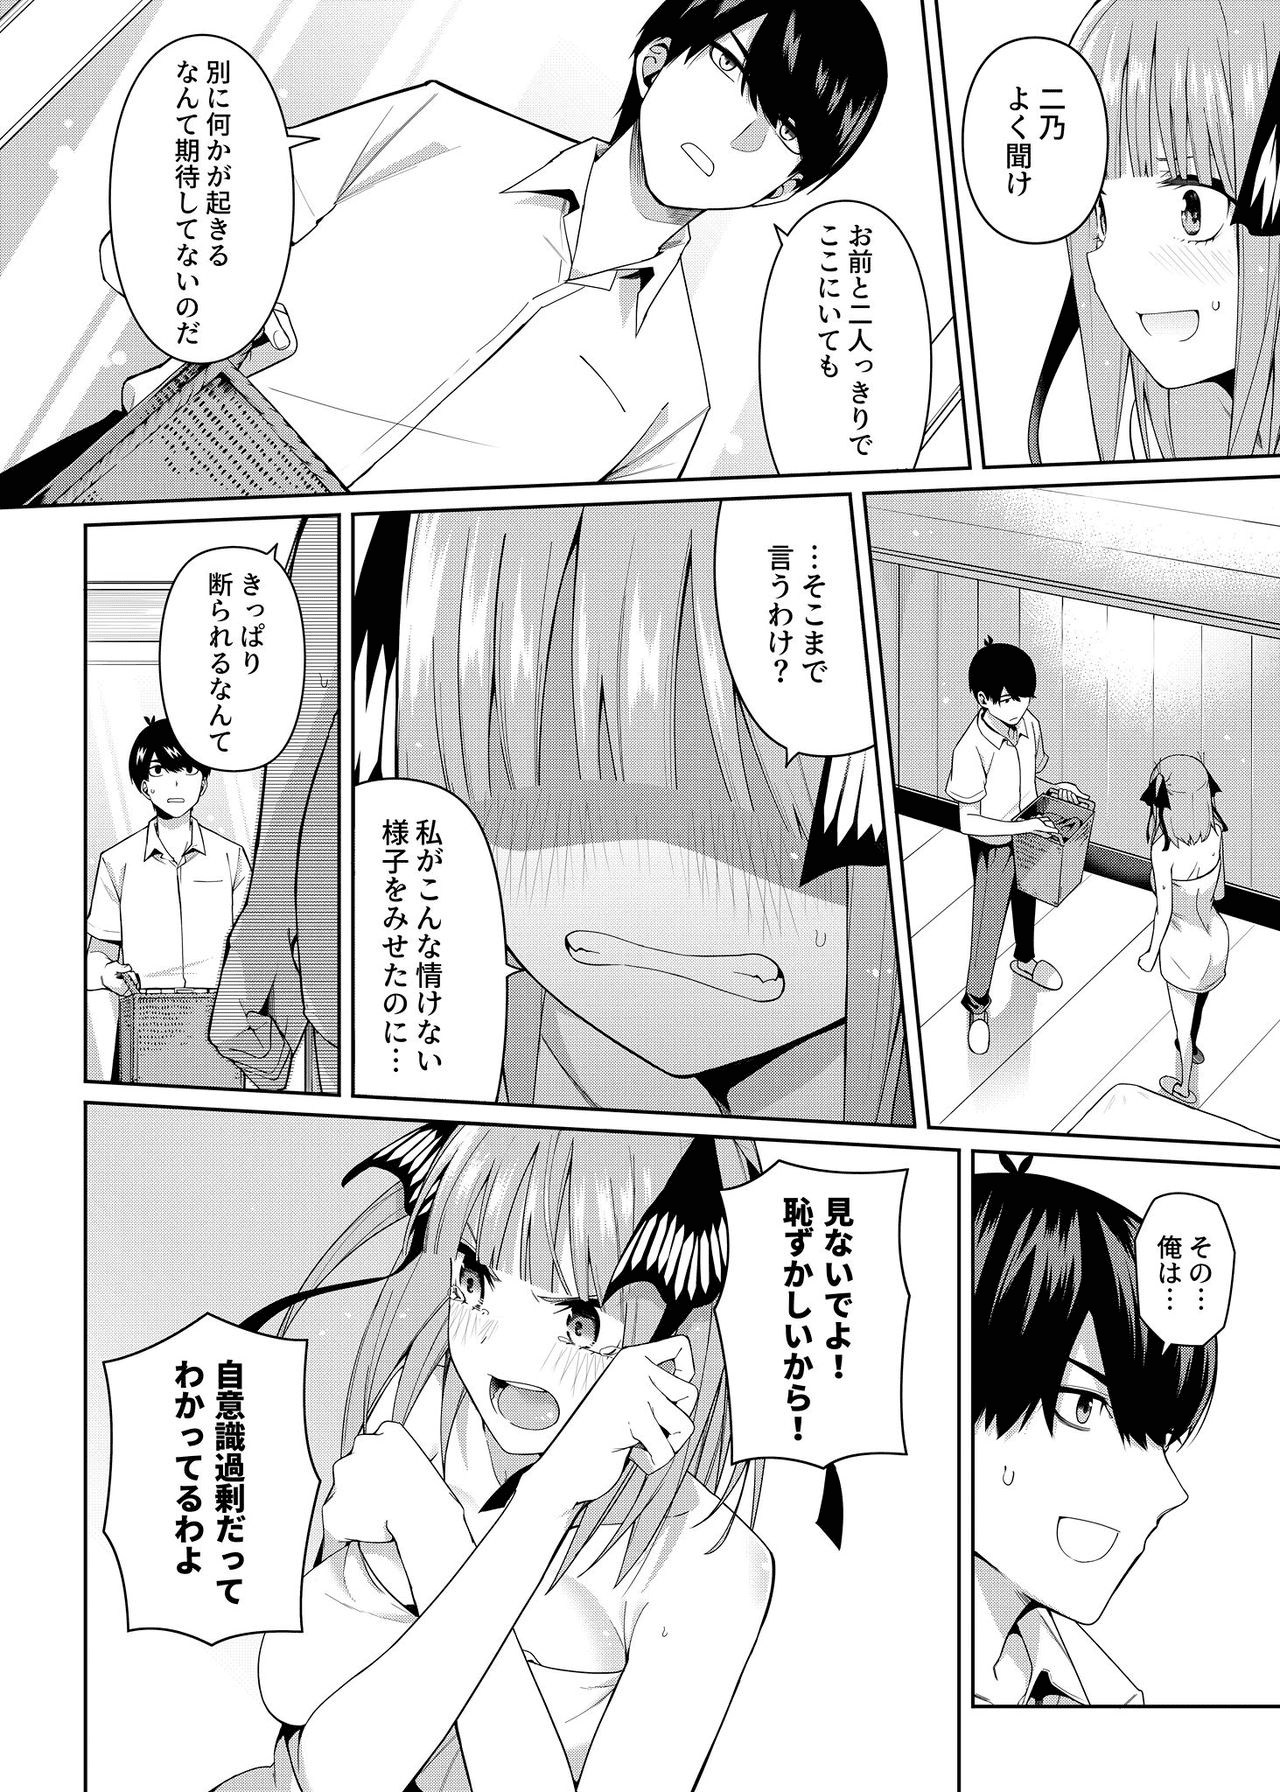 二乃
よく聞け
お前と二人っきりで
ここにいても
別に何かが起きる
なんて期待してないのだ
…そこまで
言うわけ？
私がこんな情けない
様子をみせたのに…
きっぱり
断られるなんて
その…
俺は…
見ないでよ！
恥ずかしいから！
自意識過剰だって
わかってるわよ